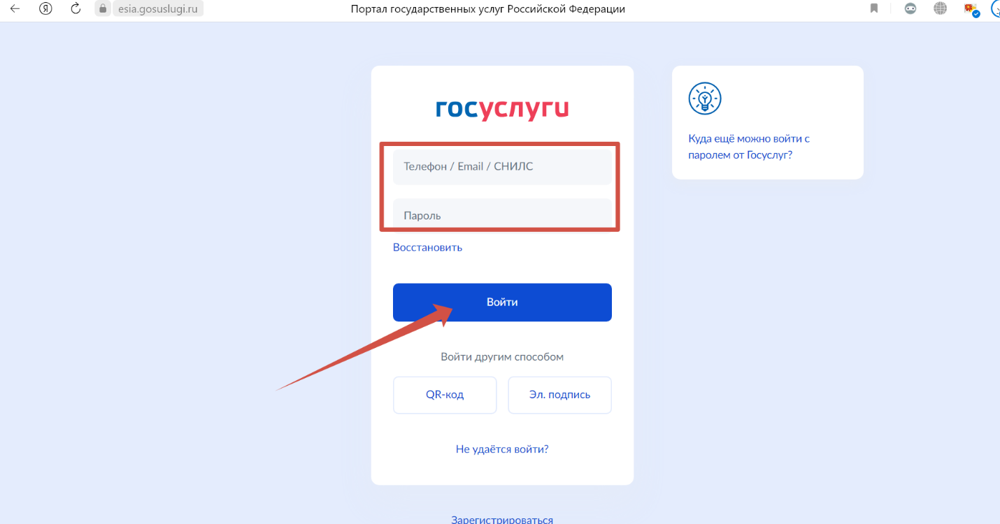 esia.gosuslugi.ru
Портал государственных услуг Российской Федерации
госуслуги
Телефон / Email / СНИЛС
Пароль
Восстановить
Войти
Войти другим способом
QR-код
Эл. подпись
Не удаётся войти?
Зарегистрироваться
Куда ещё можно войти с
паролем от Госуслуг?